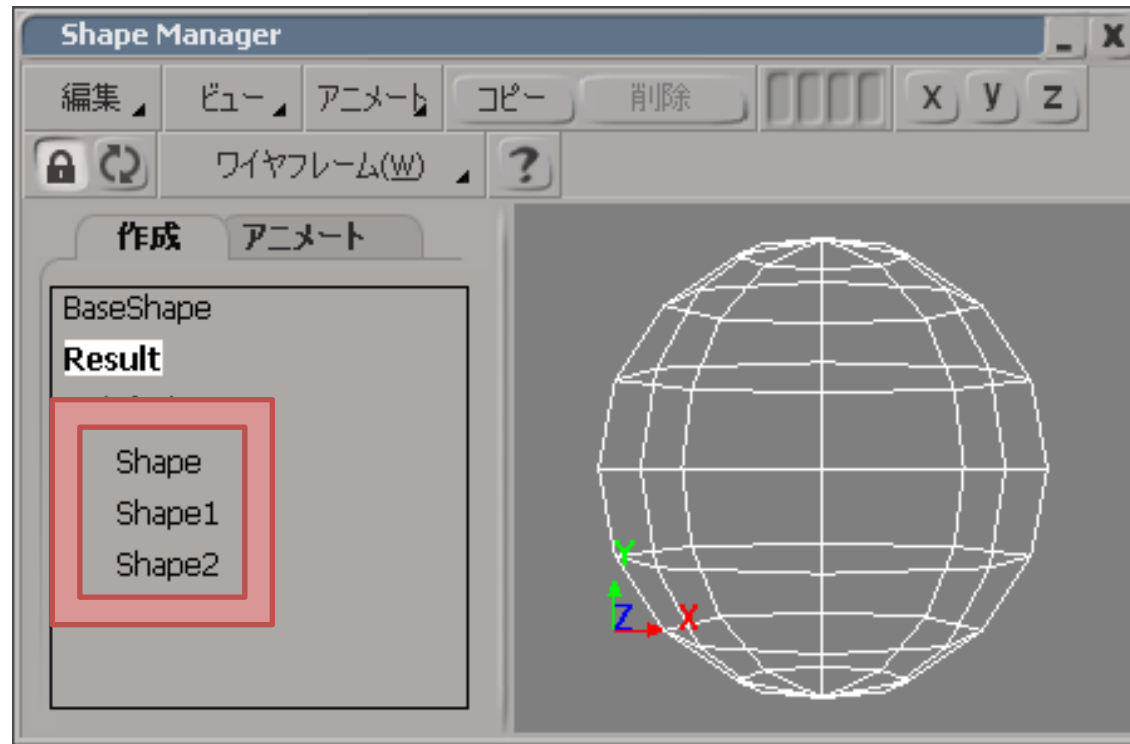 Shape Manager
編集 ビュー アニメート コピー 削除 x y z
ワイヤフレーム(W) ?
作成 アニメート
BaseShape
Result
Shape
Shape1
Shape2
Y
Z X